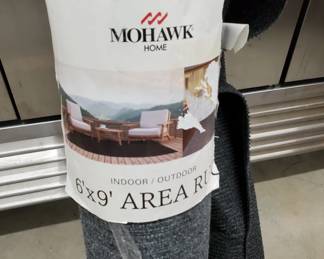 MOHAWK
HOME
INDOOR / OUTDOOR
6'x9' AREA RU